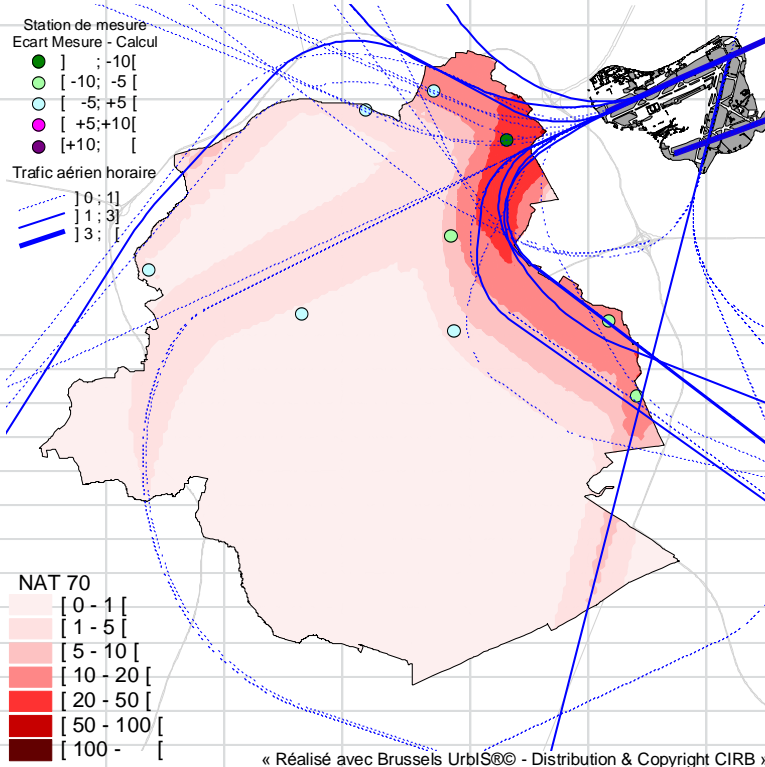 Station de mesure
Ecart Mesure - Calcul
] ; -10[
[ -10; -5 [
[ -5; +5 [
[ +5;+10[
[+10; [
Trafic aérien horaire
] 0 ; 1]
] 1 ; 3]
] 3 ; [
NAT 70
[ 0 - 1 [
[ 1 - 5 [
[ 5 - 10 [
[ 10 - 20 [
[ 20 - 50 [
[ 50 - 100 [
[ 100 - [
« Réalisé avec Brussels UrbIS®© - Distribution & Copyright CIRB »